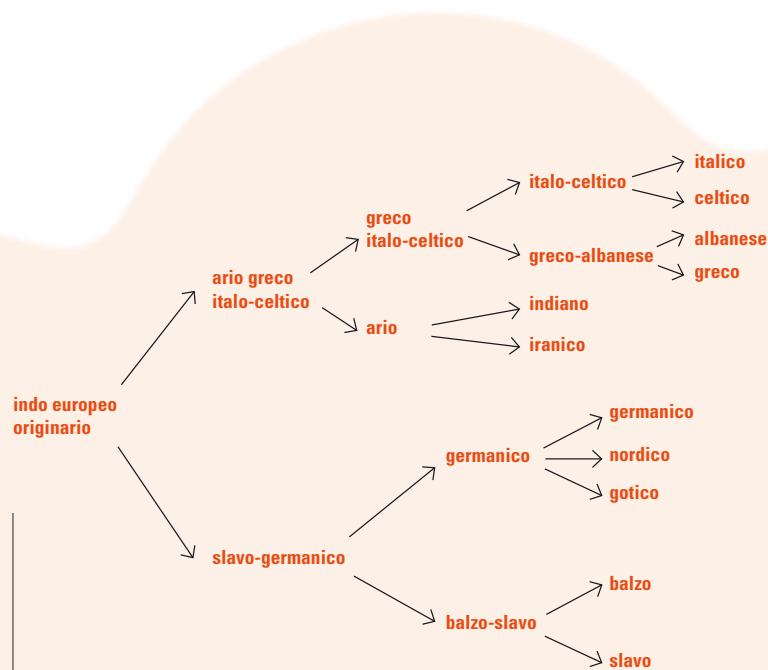 italico
italo-celtico
celtico
greco
italo-celtico
albanese
greco-albanese
greco
ario greco
italo-celtico
indiano
ario
iranico
indo europeo
originario
germanico
germanico
nordico
gotico
slavo-germanico
balzo
balzo-slavo
slavo